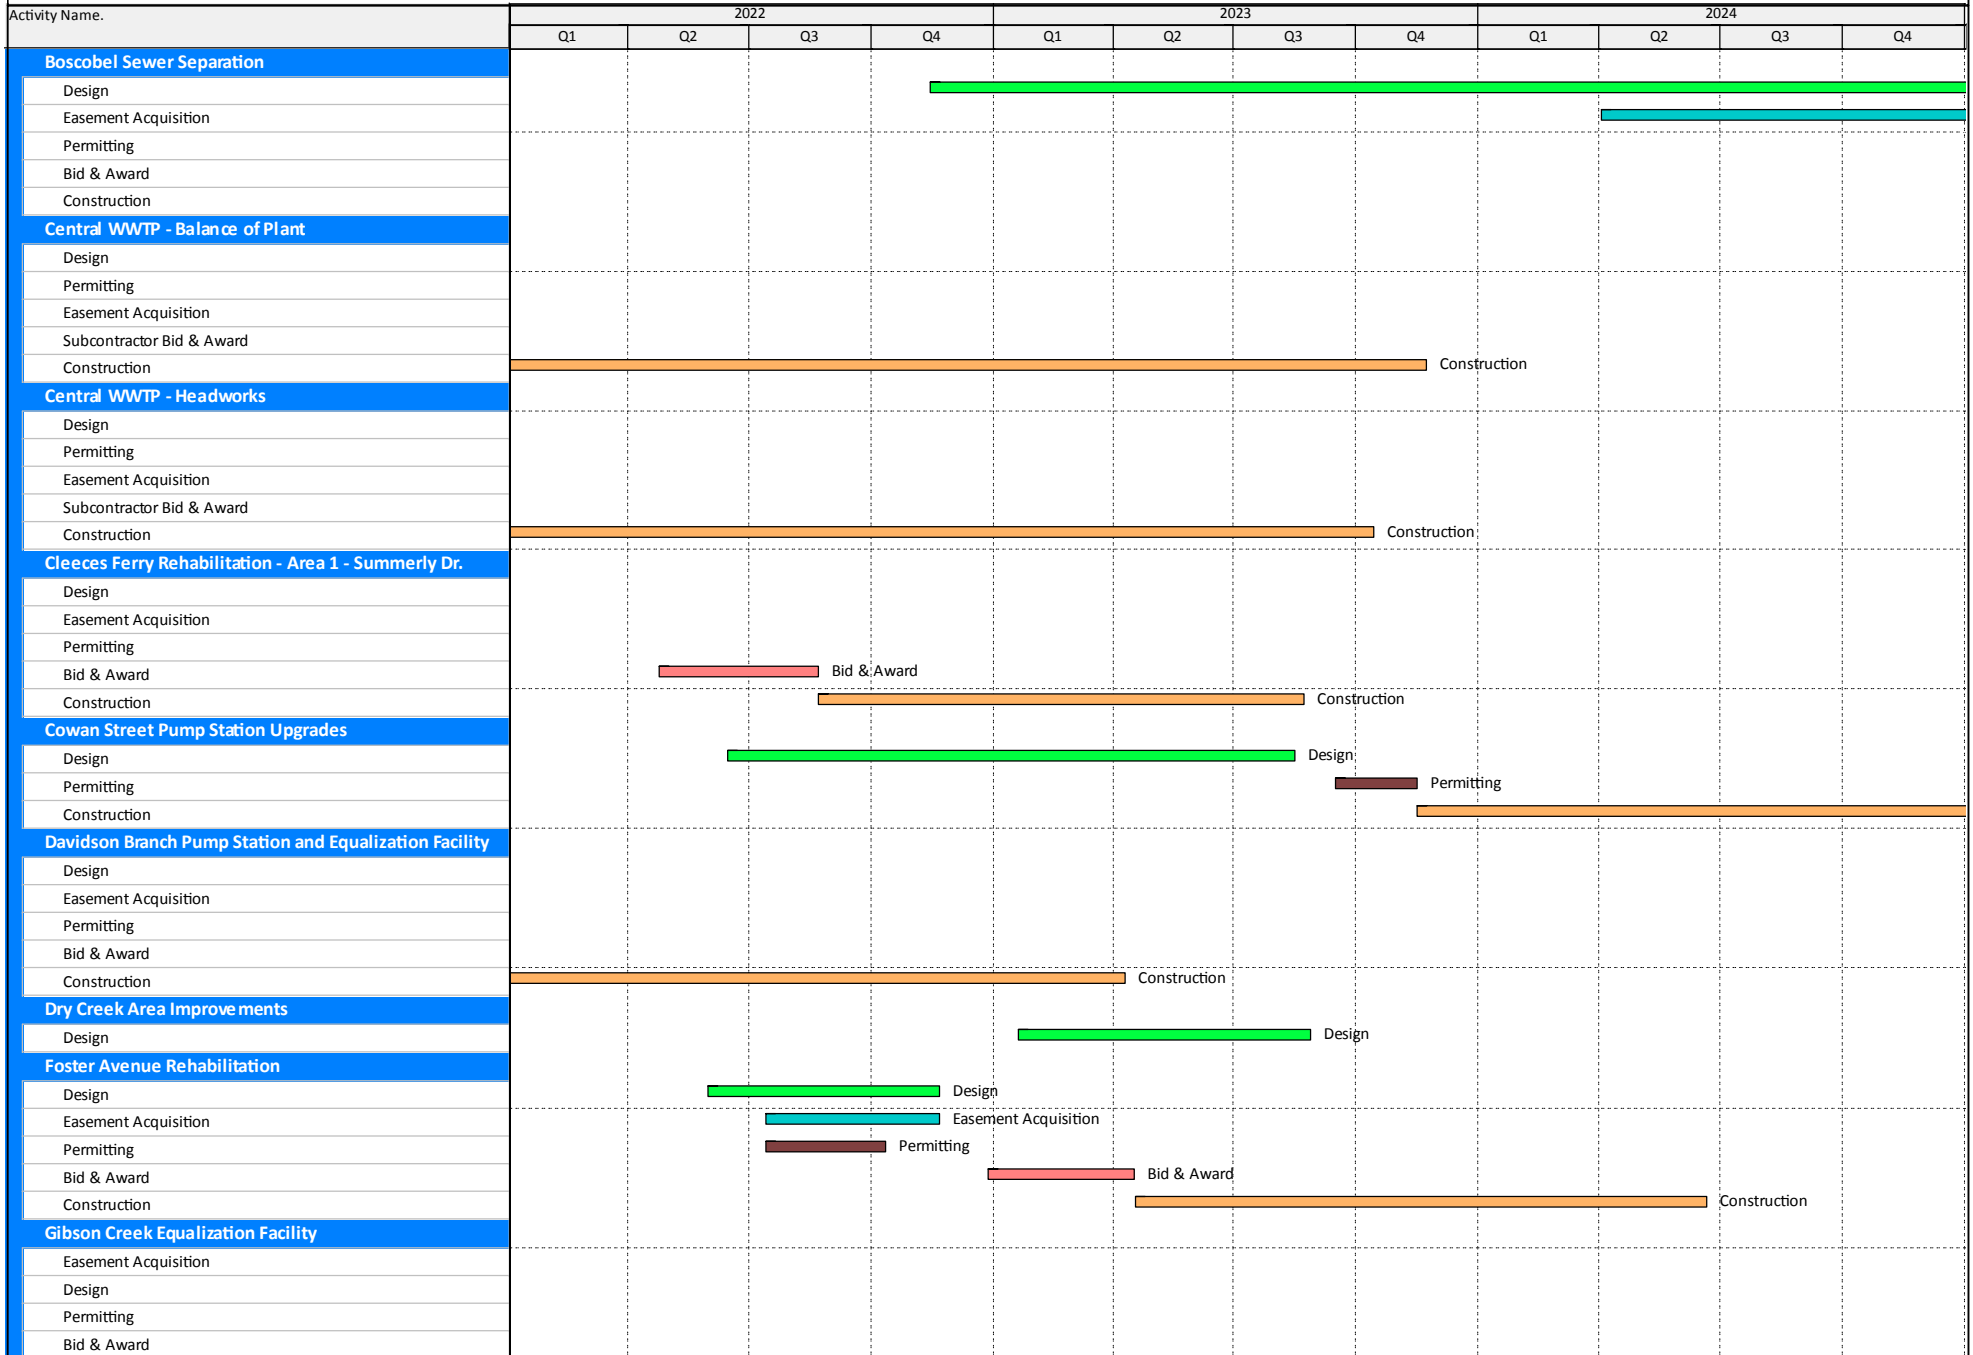 Activity Name.
2022 2023 2024
Q1 Q2 Q3 Q4 Q1 Q2 Q3 Q4 Q1 Q2 Q3 Q4
Boscobel Sewer Separation
Design
Easement Acquisition
Permitting
Bid & Award
Construction
Central WWTP - Balance of Plant
Design
Permitting
Easement Acquisition
Subcontractor Bid & Award
Construction Construction
Central WWTP - Headworks
Design
Permitting
Easement Acquisition
Subcontractor Bid & Award
Construction Construction
Cleeces Ferry Rehabilitation - Area 1 - Summerly Dr.
Design
Easement Acquisition
Permitting
Bid & Award Bid & Award
Construction Construction
Cowan Street Pump Station Upgrades
Design Design
Permitting Permitting
Construction
Davidson Branch Pump Station and Equalization Facility
Design
Easement Acquisition
Permitting
Bid & Award
Construction Construction
Dry Creek Area Improvements
Design Design
Foster Avenue Rehabilitation
Design Design
Easement Acquisition Easement Acquisition
Permitting Permitting
Bid & Award Bid & Award
Construction Construction
Gibson Creek Equalization Facility
Easement Acquisition
Design
Permitting
Bid & Award